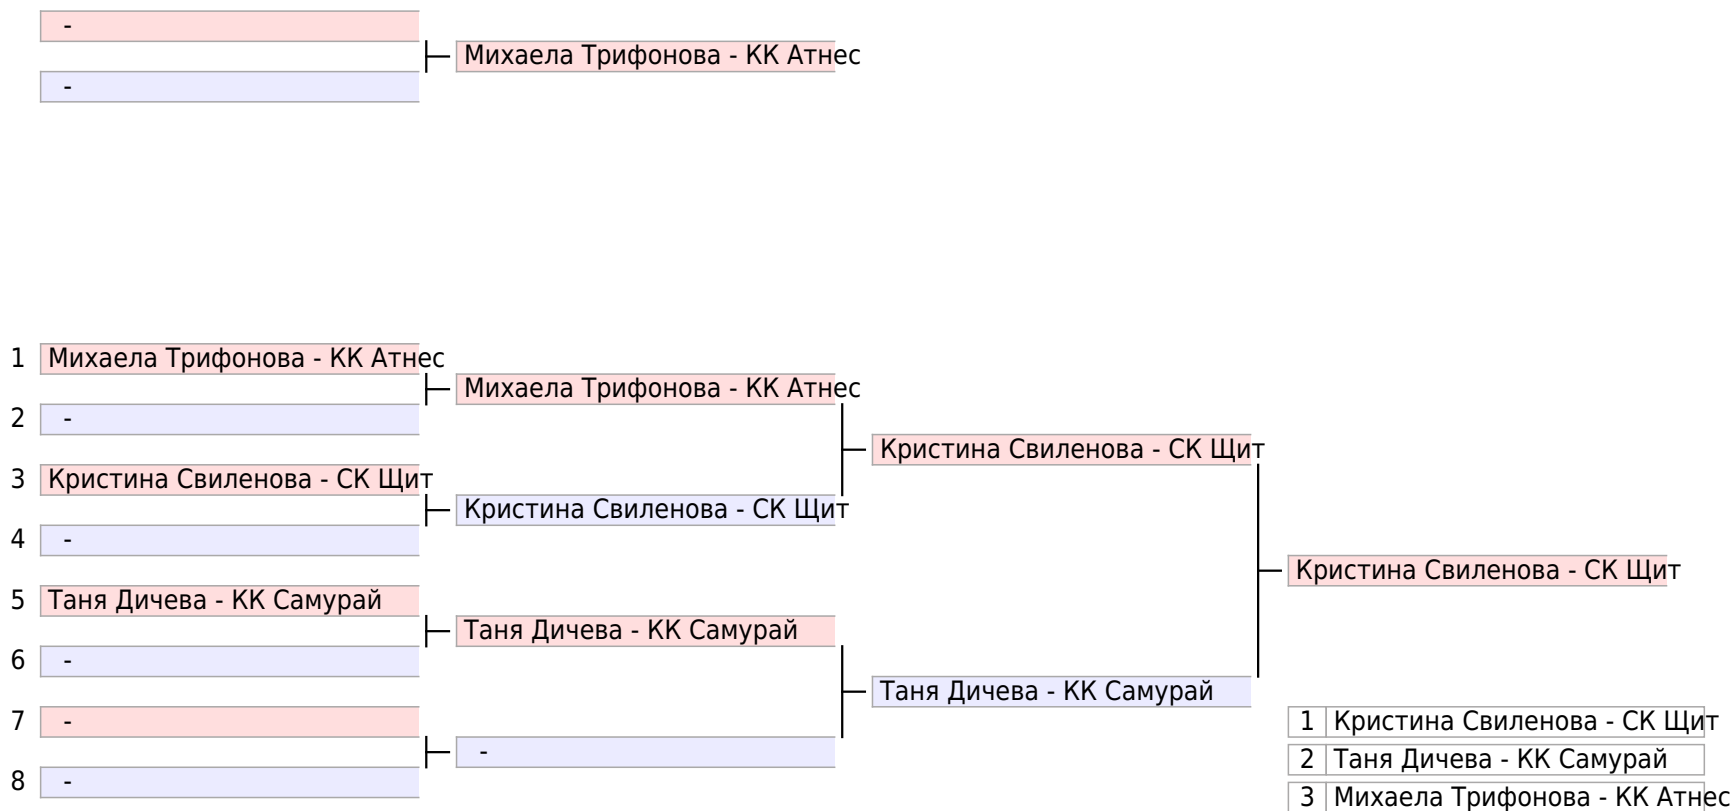 -
Михаела Трифонова - КК Атнес
-
1 Михаела Трифонова - КК Атнес
Михаела Трифонова - КК Атнес
2 -
Кристина Свиленова - СК Щит
3 Кристина Свиленова - СК Щит
Кристина Свиленова - СК Щит
4 -
Кристина Свиленова - СК Щит
5 Таня Дичева - КК Самурай
Таня Дичева - КК Самурай
6 -
Таня Дичева - КК Самурай
7 -
-
8 -
1 Кристина Свиленова - СК Щит
2 Таня Дичева - КК Самурай
3 Михаела Трифонова - КК Атнес